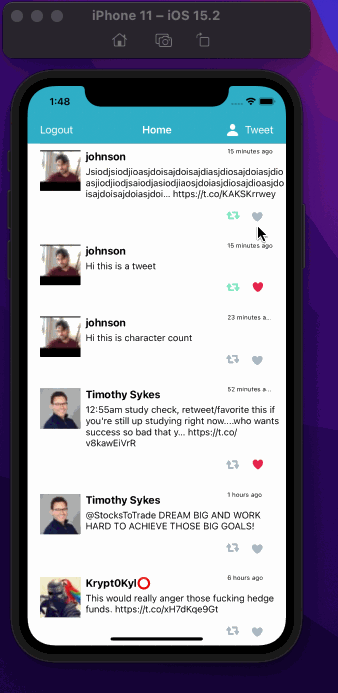 iPhone 11 – iOS 15.2
1:48
Logout
Home
Tweet
johnson
15 minutes ago
Jsiodjsiodjioasjdoisajdoisajdiasjdiosajdoiasjdio
asjiodjiodjsaiodjasiodjiaosjdoiasjdiosajdioasjdo
isajdoisajdoiasjdoi... https://t.co/KAKSKrrwey
johnson
15 minutes ago
Hi this is a tweet
johnson
23 minutes a...
Hi this is character count
Timothy Sykes
52 minutes a...
12:55am study check, retweet/favorite this if
you're still up studying right now....who wants
success so bad that y... https://t.co/
v8kawEiVrR
Timothy Sykes
1 hours ago
@StocksToTrade DREAM BIG AND WORK
HARD TO ACHIEVE THOSE BIG GOALS!
Krypt0Kyl⭕
6 hours ago
This would really anger those fucking hedge
funds. https://t.co/xH7dKqe9Gt